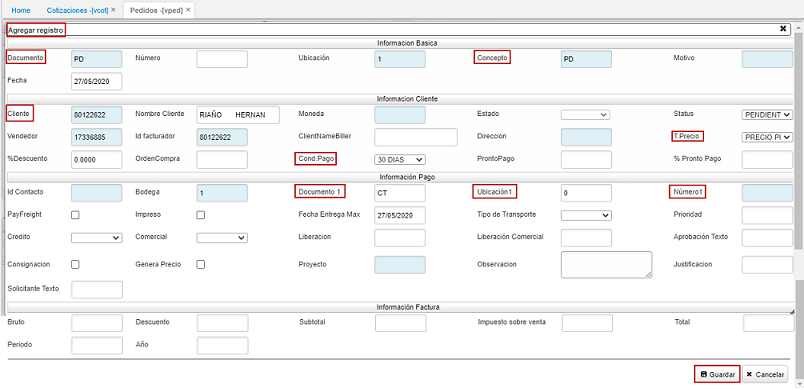 Home Cotizaciones -[vcot] × Pedidos -[vped] ×
Agregar registro ×
Informacion Basica
Documento PD Número Ubicación 1 Concepto PD Motivo
Fecha 27/05/2020
Informacion Cliente
Cliente 80122622 Nombre Cliente RIAÑO HERNAN Moneda Estado Status PENDIENT
Vendedor 17336885 Id facturador 80122622 ClientNameBiller Direccion T.Precio PRECIO PI
%Descuento 0.0000 OrdenCompra Cond.Pago 30 DIAS ProntoPago % Pronto Pago
Información Pago
Id Contacto Bodega 1 Documento 1 CT Ubicación1 0 Número1
PayFreight Impreso Fecha Entrega Max 27/05/2020 Tipo de Transporte Prioridad
Credito Comercial Liberacion Liberación Comercial Aprobación Texto
Consignacion Genera Precio Proyecto Observacion Justificacion
Solicitante Texto
Información Factura
Bruto Descuento Subtotal Impuesto sobre venta Total
Periodo Año
Guardar × Cancelar